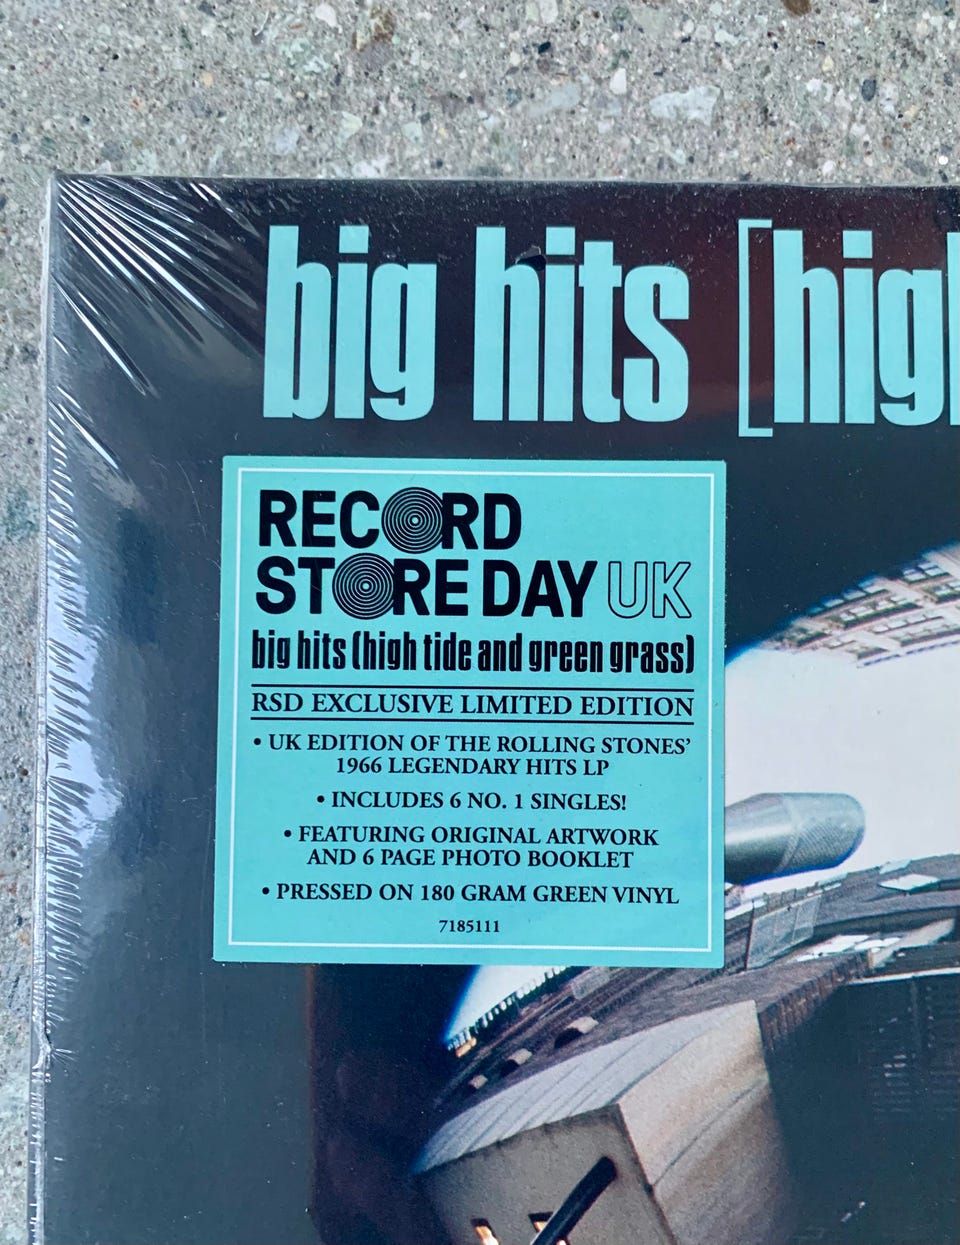 big hits [high
RECORD
STORE DAY UK
big hits (high tide and green grass)
RSD EXCLUSIVE LIMITED EDITION
• UK EDITION OF THE ROLLING STONES'
1966 LEGENDARY HITS LP
• INCLUDES 6 NO. 1 SINGLES!
• FEATURING ORIGINAL ARTWORK
AND 6 PAGE PHOTO BOOKLET
• PRESSED ON 180 GRAM GREEN VINYL
7185111